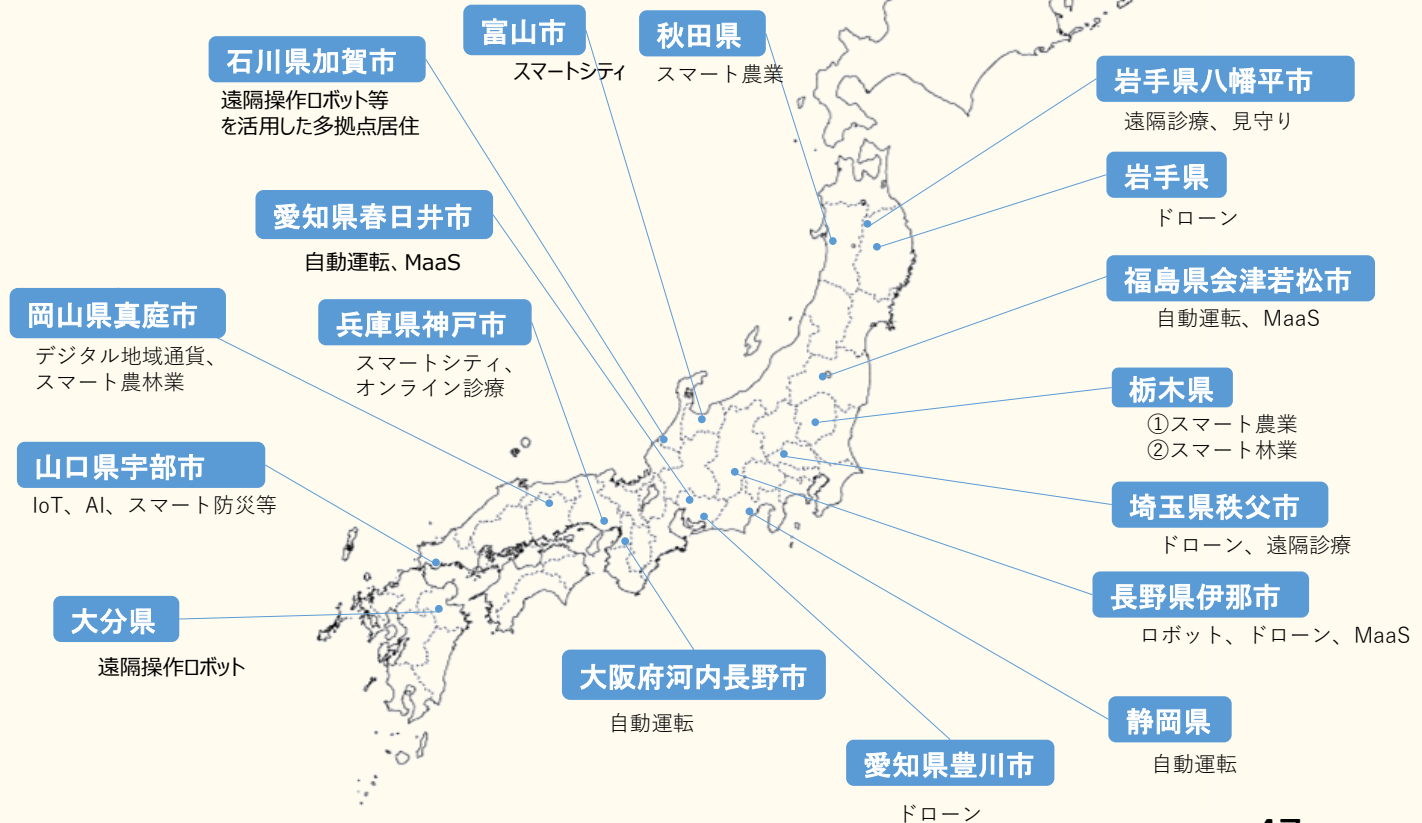 富山市
スマートシティ
秋田県
スマート農業
石川県加賀市
遠隔操作ロボット等
を活用した多拠点居住
岩手県八幡平市
遠隔診療、見守り
岩手県
ドローン
愛知県春日井市
自動運転、MaaS
福島県会津若松市
自動運転、MaaS
岡山県真庭市
デジタル地域通貨、
スマート農林業
兵庫県神戸市
スマートシティ、
オンライン診療
栃木県
①スマート農業
②スマート林業
山口県宇部市
IoT、AI、スマート防災等
埼玉県秩父市
ドローン、遠隔診療
長野県伊那市
ロボット、ドローン、MaaS
大分県
遠隔操作ロボット
大阪府河内長野市
自動運転
静岡県
自動運転
愛知県豊川市
ドローン